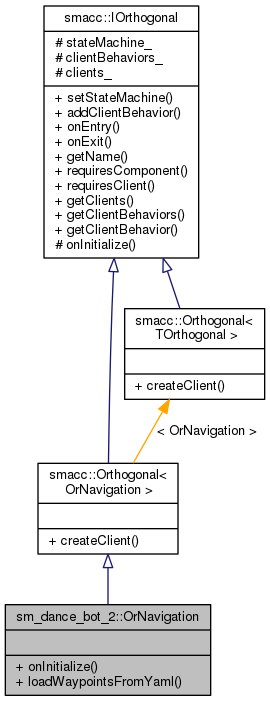 smacc::IOrthogonal
# stateMachine_
# clientBehaviors_
# clients_
+ setStateMachine()
+ addClientBehavior()
+ onEntry()
+ onExit()
+ getName()
+ requiresComponent()
+ requiresClient()
+ getClients()
+ getClientBehaviors()
+ getClientBehavior()
# onInitialize()
smacc::Orthogonal<
TOrthogonal >
+ createClient()
< OrNavigation >
smacc::Orthogonal<
OrNavigation >
+ createClient()
sm_dance_bot_2::OrNavigation
+ onInitialize()
+ loadWaypointsFromYaml()